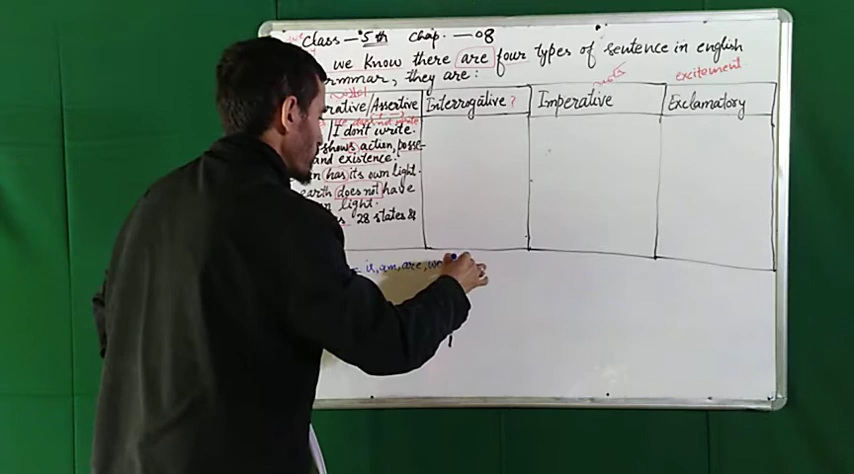 Class — 5th Chap. — 08
we know there are four types of sentence in english
they are:
excitement
Assertive Interrogative ? Imperative Exclamatory
I don't write.
shows action, posse-
and existence.
has its own light.
earth does not have
light.
28 states &
is, am, are, we